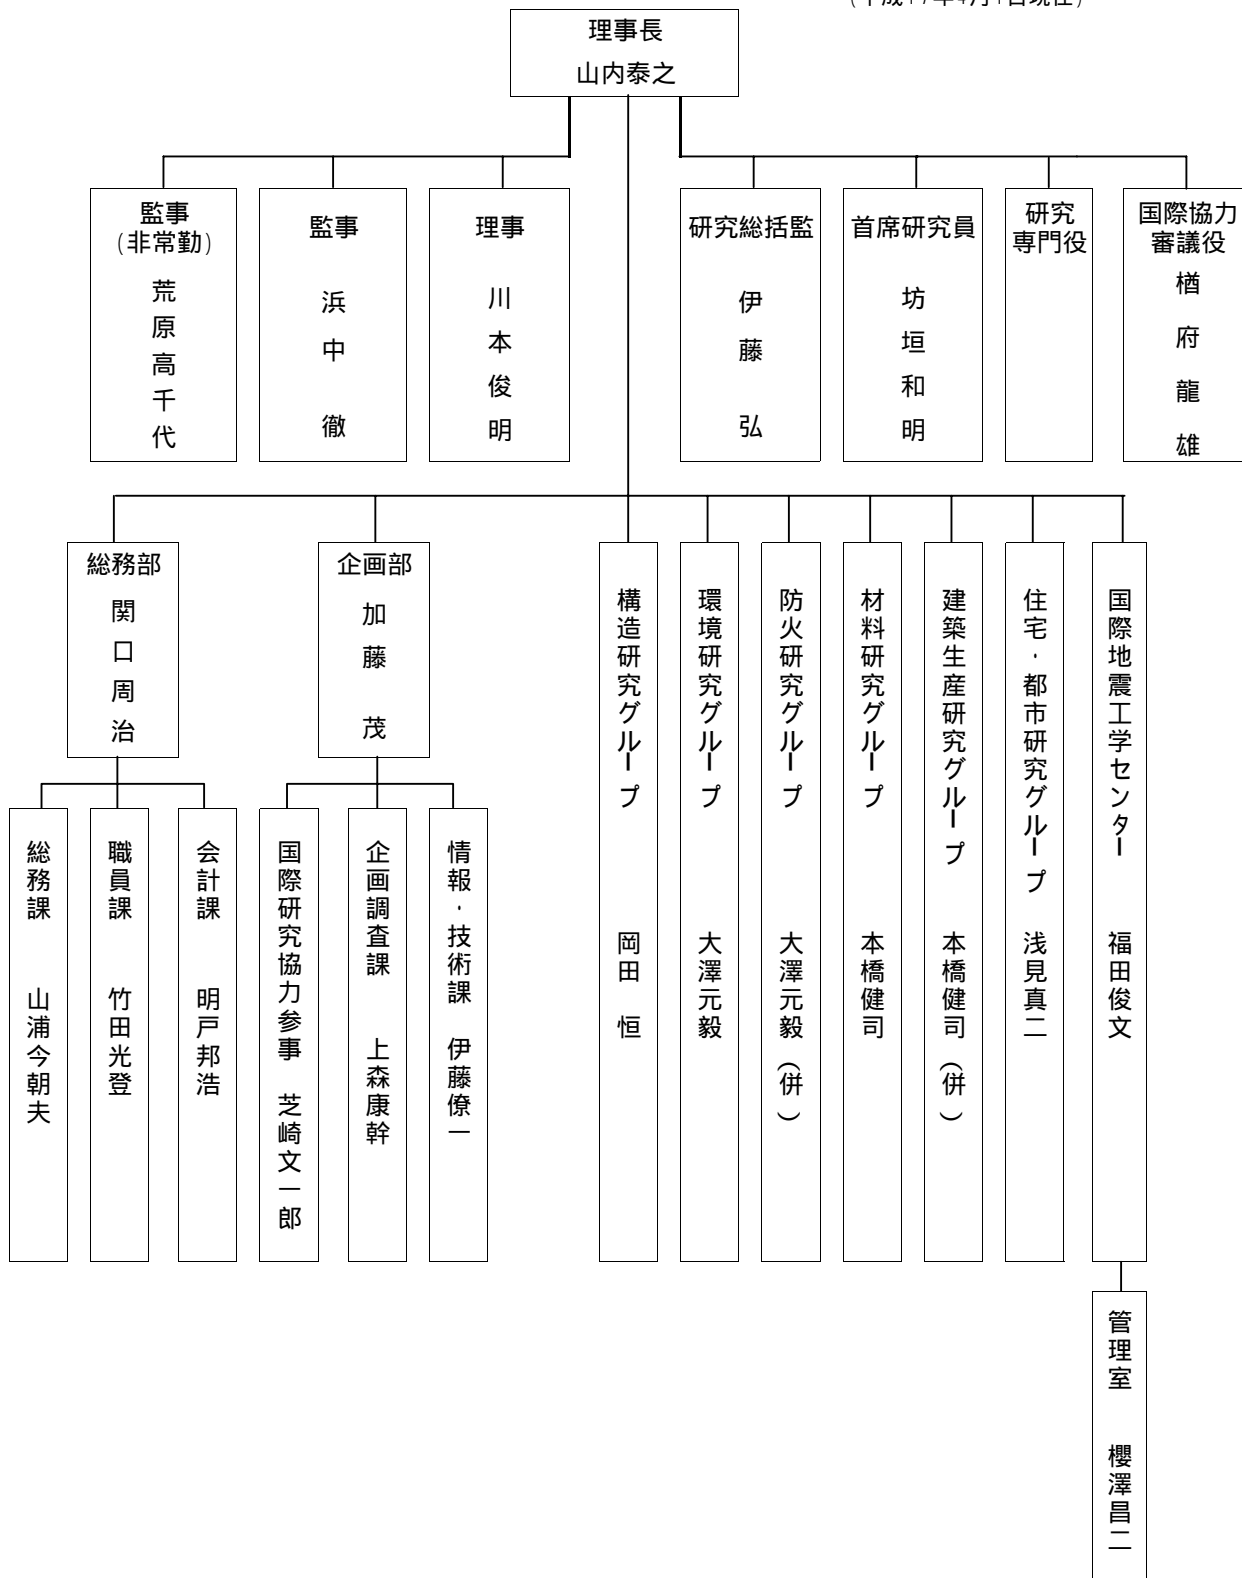 (平成17年4月1日現在)
理事長
山内泰之
監事
(非常勤)
荒原高千代
監事
浜中 徹
理事
川本俊明
研究総括監
伊藤 弘
首席研究員
坊垣和明
研究
専門役
国際協力
審議役
楢府龍雄
総務部
関口周治
企画部
加藤 茂
構造研究グループ 岡田 恒
環境研究グループ 大澤元毅
防火研究グループ 大澤元毅(併)
材料研究グループ 本橋健司
建築生産研究グループ 本橋健司(併)
住宅・都市研究グループ 浅見真二
国際地震工学センター 福田俊文
総務課 山浦今朝夫
職員課 竹田光登
会計課 明戸邦浩
国際研究協力参事 芝崎文一郎
企画調査課 上森康幹
情報・技術課 伊藤僚一
管理室 櫻澤昌二